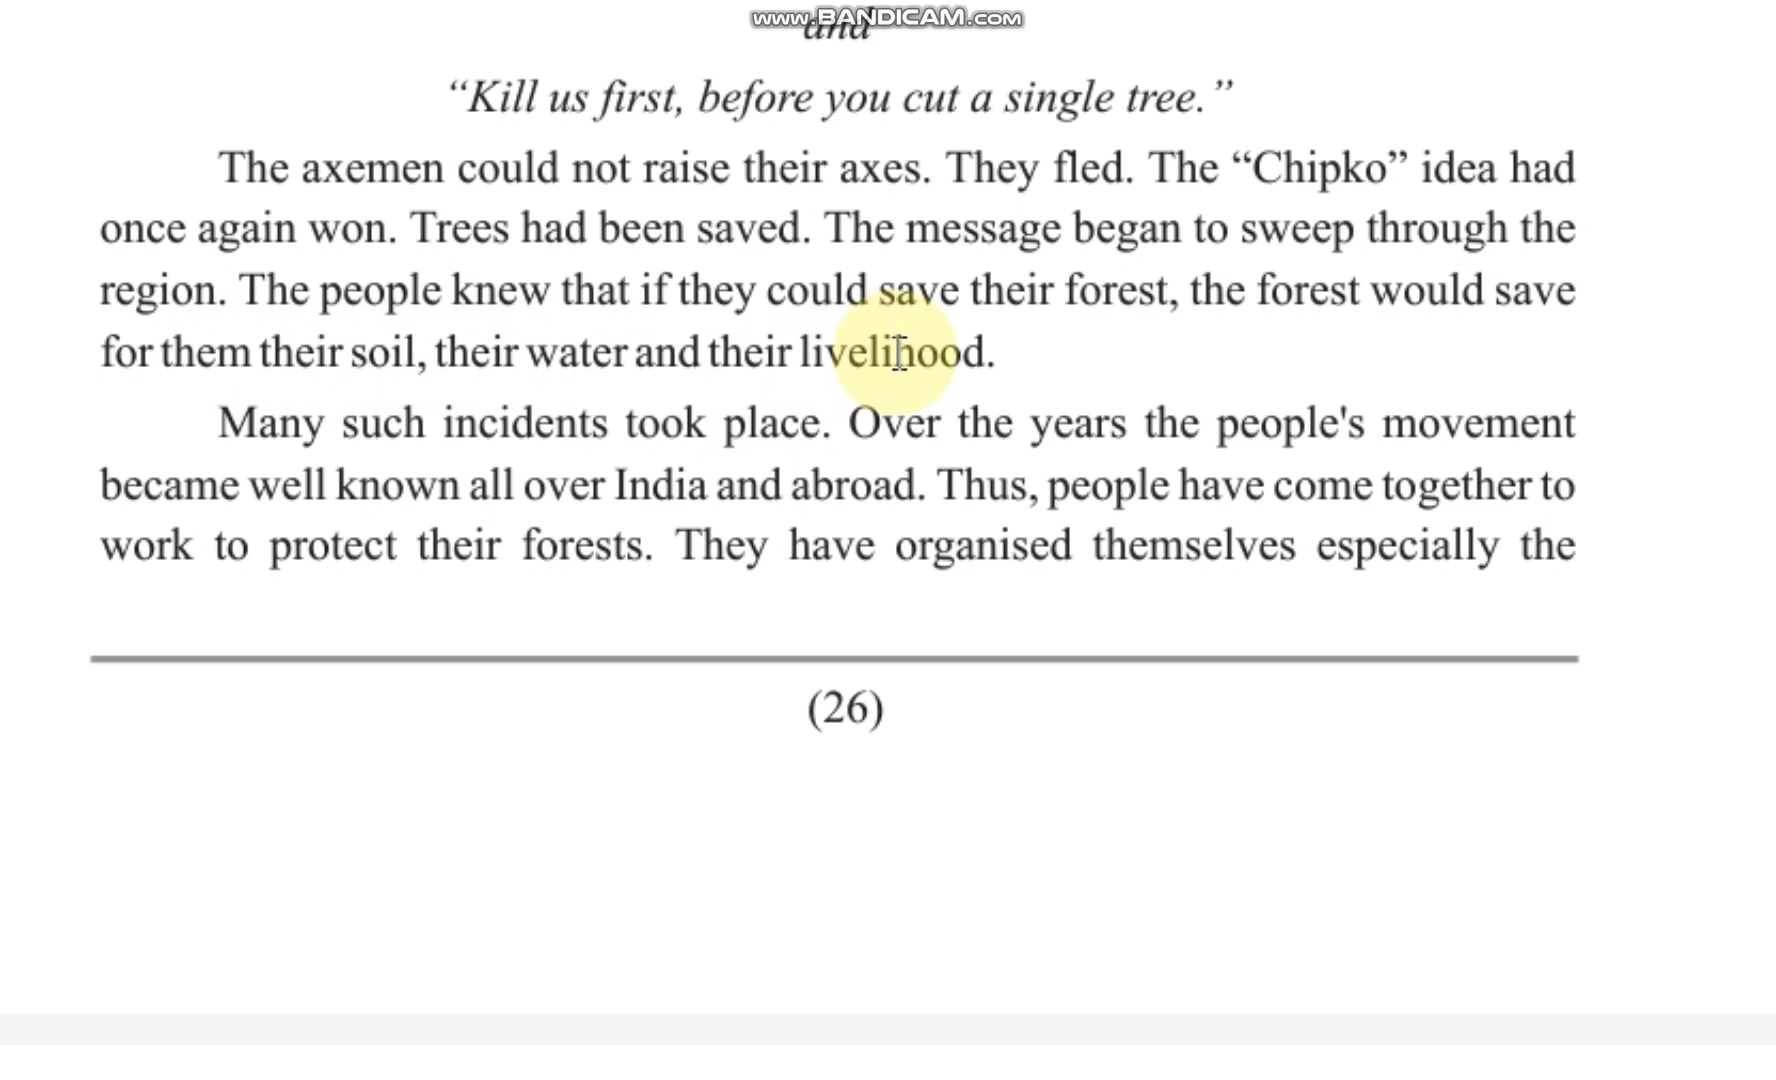 www.BANDICAM.com
and
“Kill us first, before you cut a single tree.”
The axemen could not raise their axes. They fled. The “Chipko” idea had
once again won. Trees had been saved. The message began to sweep through the
region. The people knew that if they could save their forest, the forest would save
for them their soil, their water and their livelihood.
Many such incidents took place. Over the years the people's movement
became well known all over India and abroad. Thus, people have come together to
work to protect their forests. They have organised themselves especially the
(26)